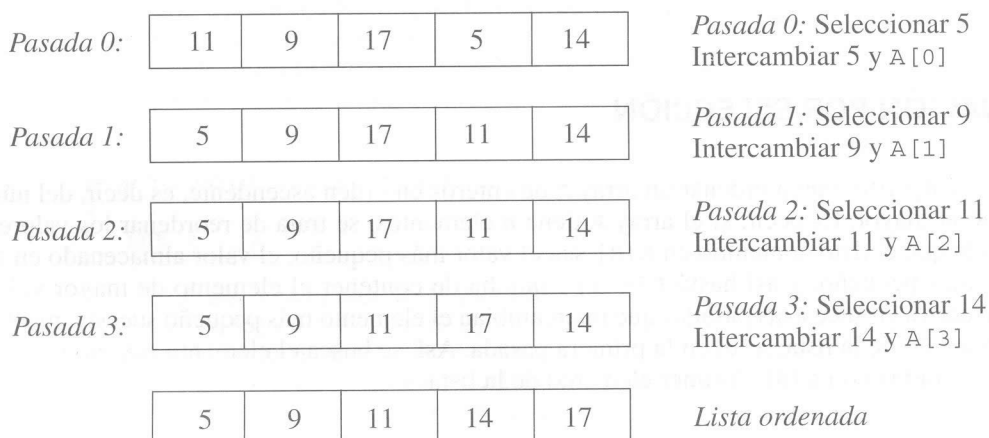 Pasada 0: 11 9 17 5 14
Pasada 0: Seleccionar 5
Intercambiar 5 y A[0]
Pasada 1: 5 9 17 11 14
Pasada 1: Seleccionar 9
Intercambiar 9 y A[1]
Pasada 2: 5 9 17 11 14
Pasada 2: Seleccionar 11
Intercambiar 11 y A[2]
Pasada 3: 5 9 11 17 14
Pasada 3: Seleccionar 14
Intercambiar 14 y A[3]
5 9 11 14 17
Lista ordenada